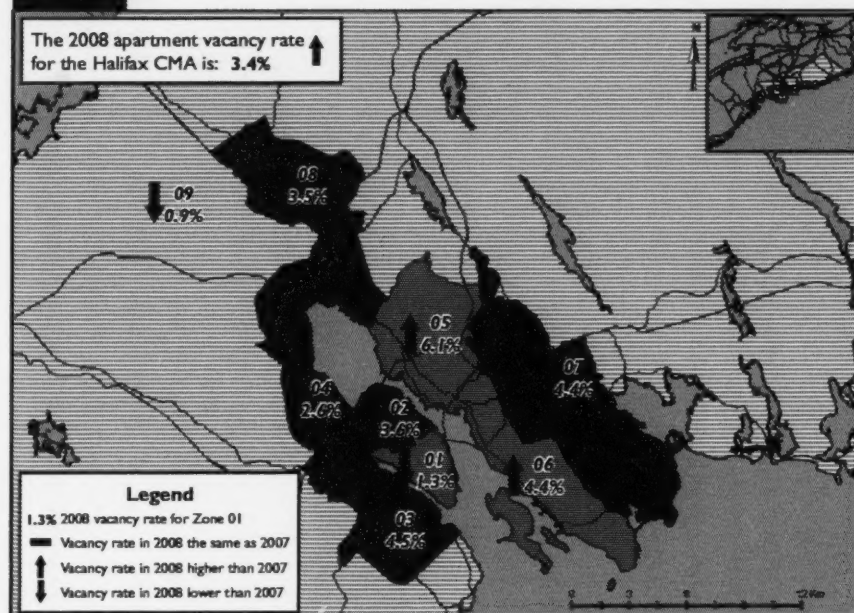 The 2008 apartment vacancy rate
for the Halifax CMA is: 3.4%
N
08
3.5%
09
0.9%
05
6.1%
07
4.4%
04
02
3.6%
01
1.3%
06
4.4%
03
4.5%
Legend
1.3% 2008 vacancy rate for Zone 01
Vacancy rate in 2008 the same as 2007
Vacancy rate in 2008 higher than 2007
Vacancy rate in 2008 lower than 2007